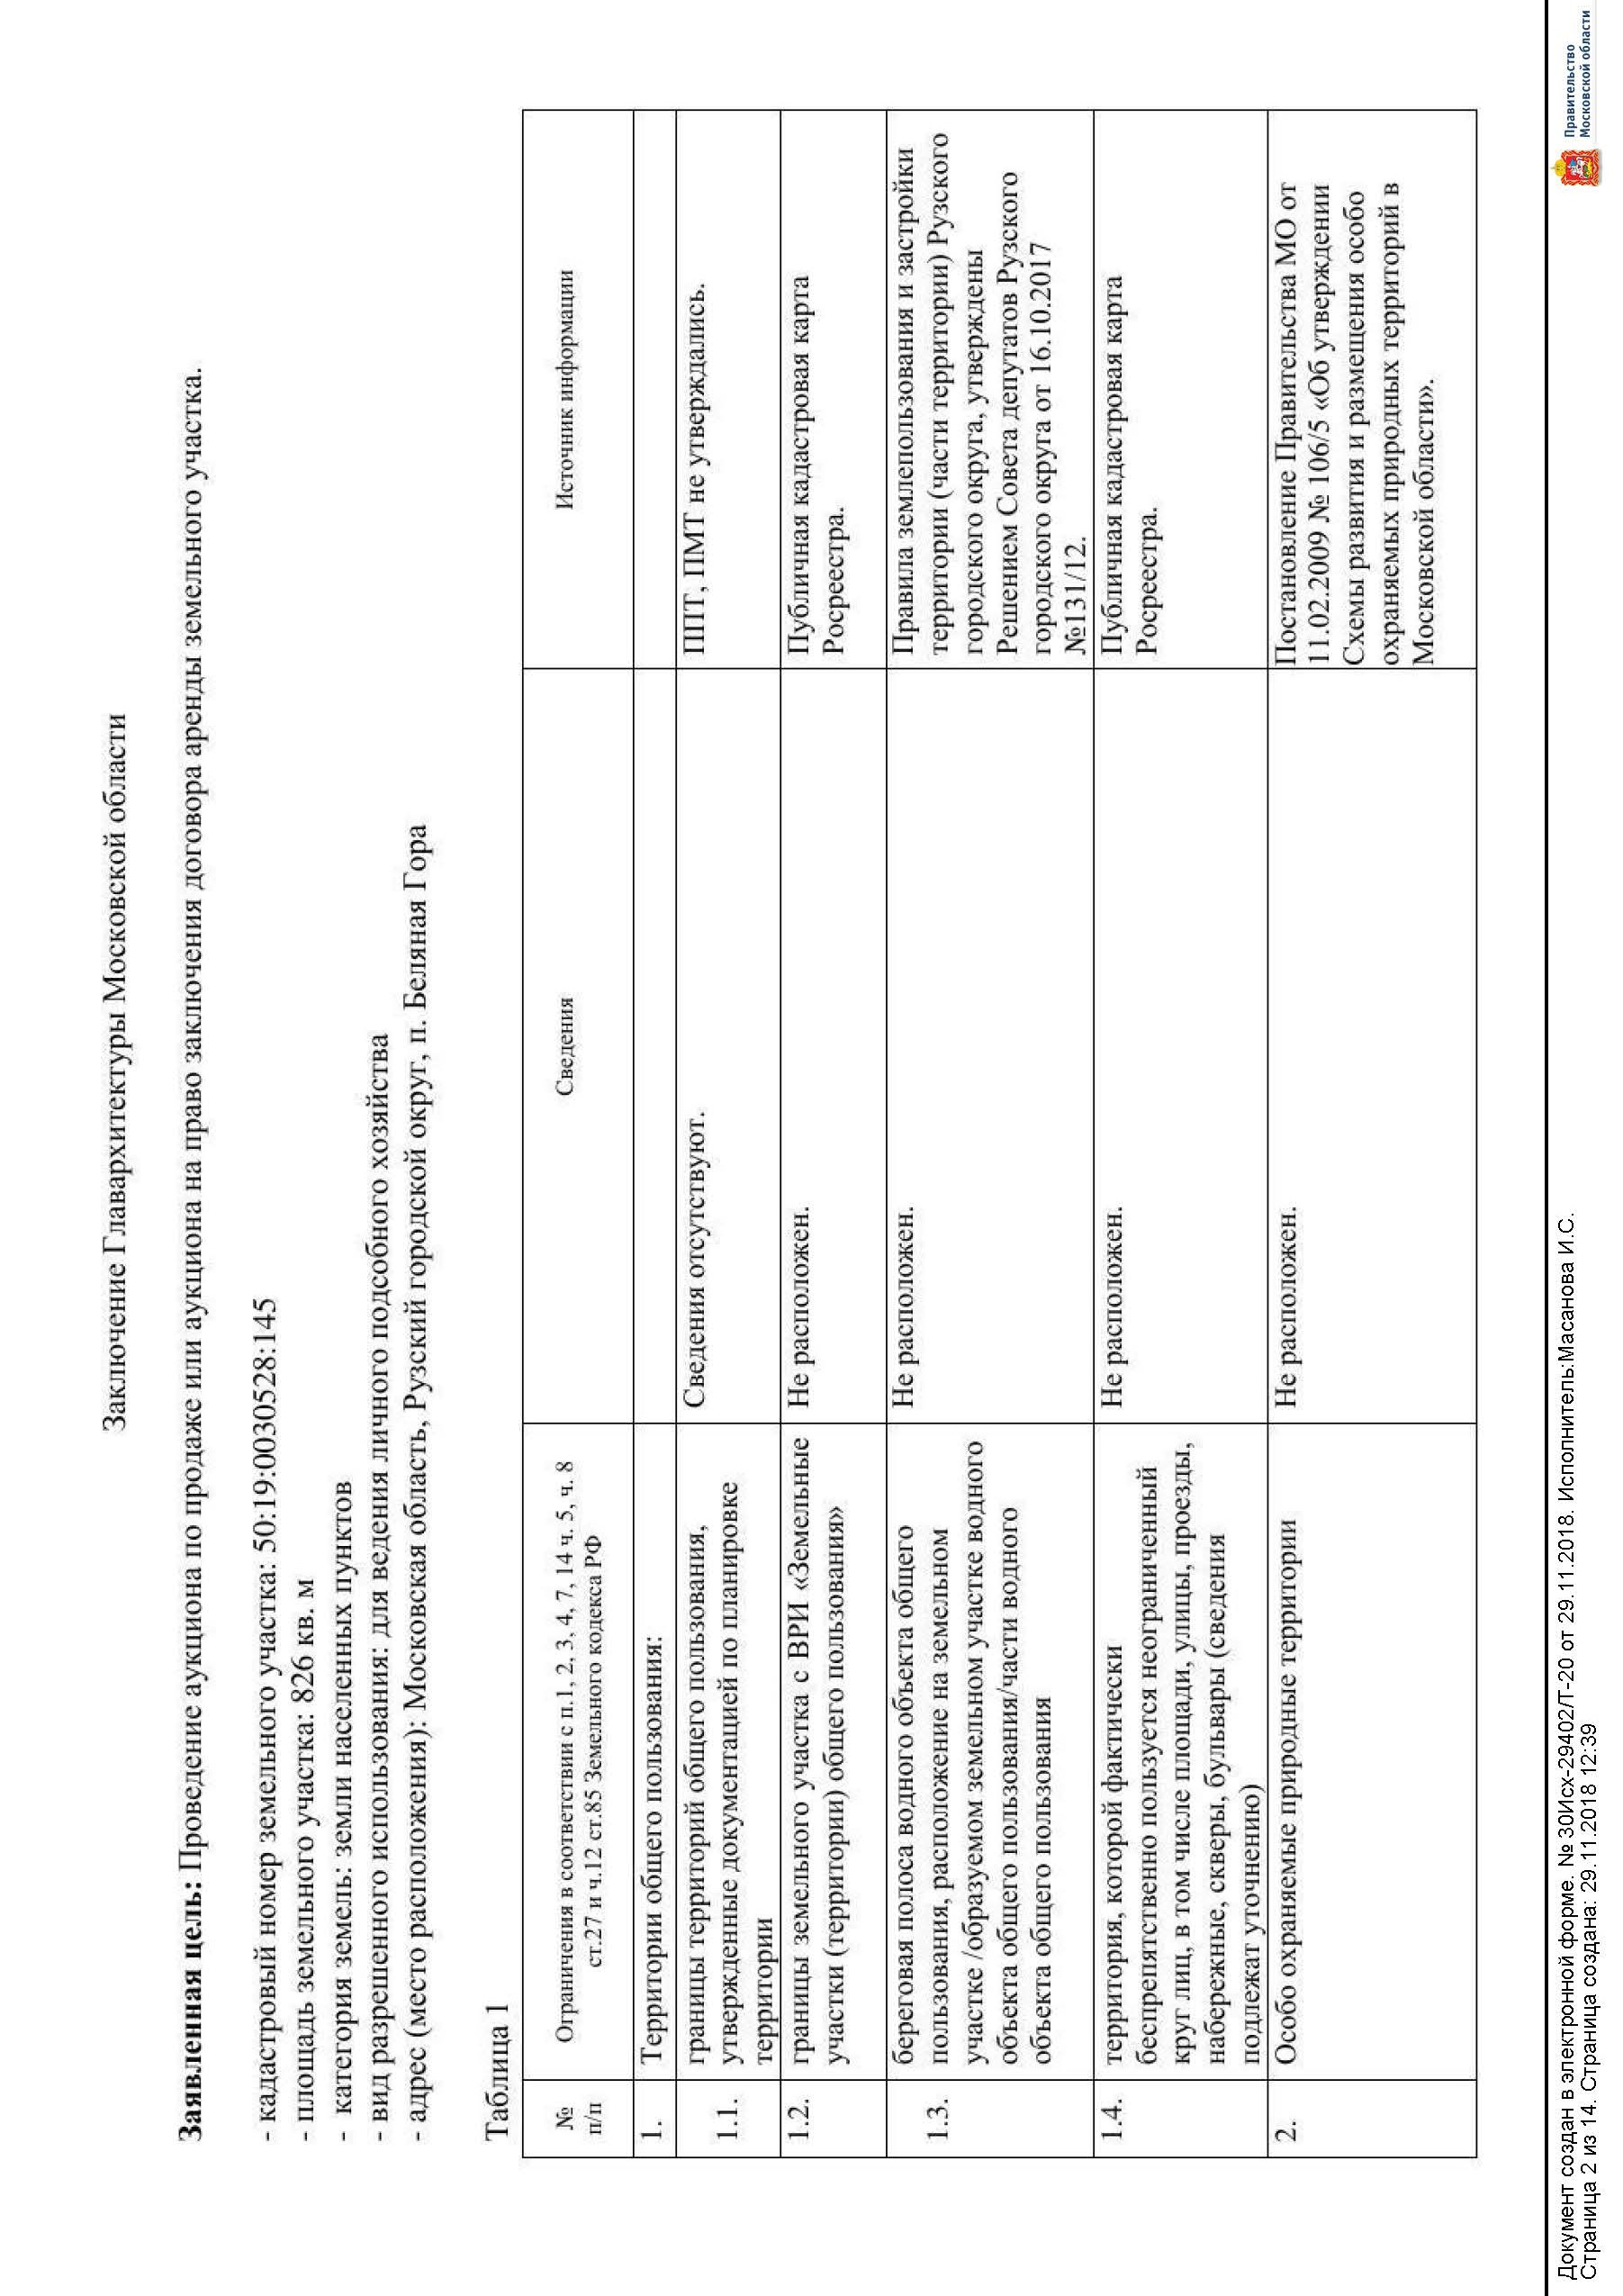 Заключение Главархитектуры Московской области
Заявленная цель: Проведение аукциона по продаже или аукциона на право заключения договора аренды земельного участка.
- кадастровый номер земельного участка: 50:19:0030528:145
- площадь земельного участка: 826 кв. м
- категория земель: земли населенных пунктов
- вид разрешенного использования: для ведения личного подсобного хозяйства
- адрес (место расположения): Московская область, Рузский городской округ, п. Беляная Гора
Таблица 1
№
п/п
Ограничения в соответствии с п.1, 2, 3, 4, 7, 14 ч. 5, ч. 8
ст.27 и ч.12 ст.85 Земельного кодекса РФ
Сведения
Источник информации
1.
Территории общего пользования:
1.1.
границы территорий общего пользования,
утвержденные документацией по планировке
территории
Сведения отсутствуют.
ППТ, ПМТ не утверждались.
1.2.
границы земельного участка с ВРИ «Земельные
участки (территории) общего пользования»
Не расположен.
Публичная кадастровая карта
Росреестра.
1.3.
береговая полоса водного объекта общего
пользования, расположение на земельном
участке /образуемом земельном участке водного
объекта общего пользования/части водного
объекта общего пользования
Не расположен.
Правила землепользования и застройки
территории (части территории) Рузского
городского округа, утверждены
Решением Совета депутатов Рузского
городского округа от 16.10.2017
№131/12.
1.4.
территория, которой фактически
беспрепятственно пользуется неограниченный
круг лиц, в том числе площади, улицы, проезды,
набережные, скверы, бульвары (сведения
подлежат уточнению)
Не расположен.
Публичная кадастровая карта
Росреестра.
2.
Особо охраняемые природные территории
Не расположен.
Постановление Правительства МО от
11.02.2009 № 106/5 «Об утверждении
Схемы развития и размещения особо
охраняемых природных территорий в
Московской области».
Документ создан в электронной форме. № 30Исх-29402/Т-20 от 29.11.2018. Исполнитель:Масанова И.С.
Страница 2 из 14. Страница создана: 29.11.2018 12:39
Правительство
Московской области